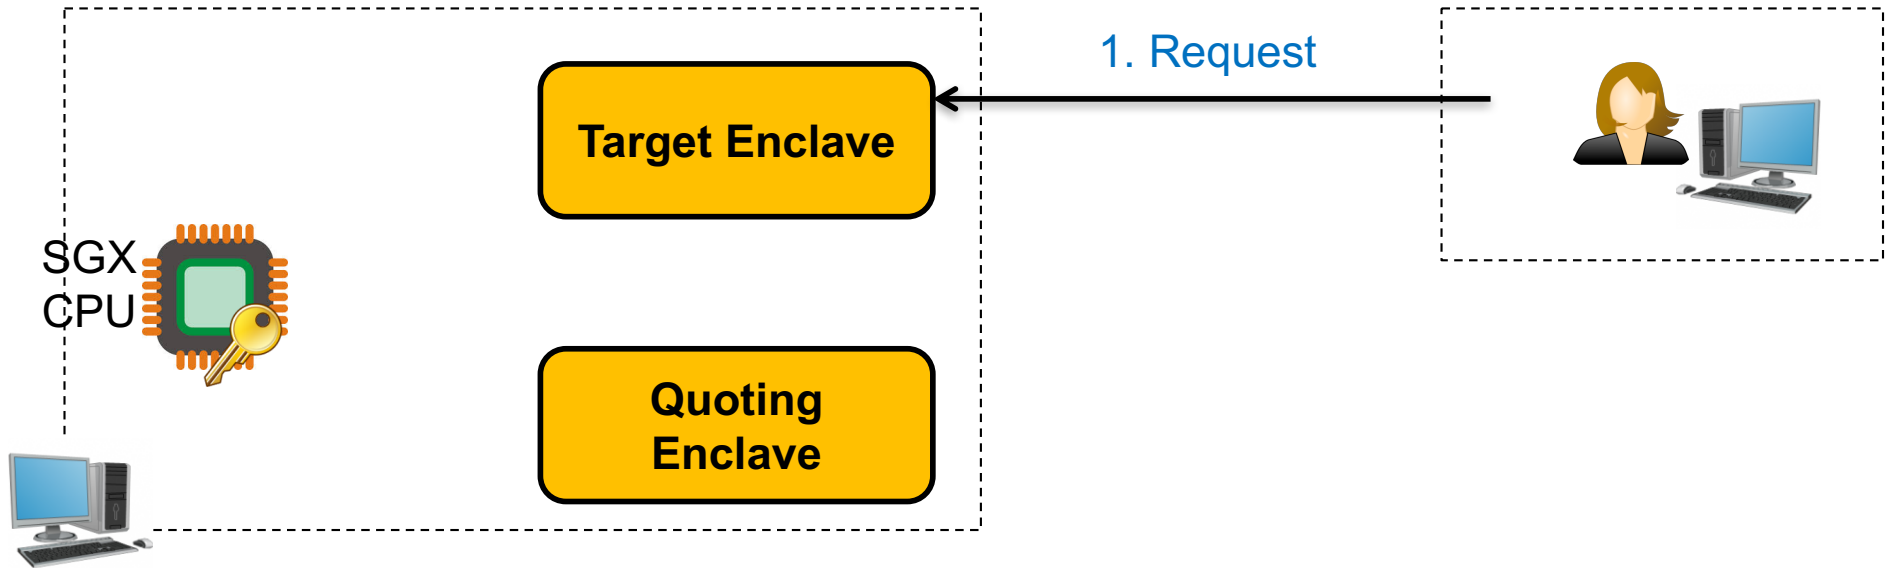 1. Request
Target Enclave
SGX
CPU
Quoting
Enclave